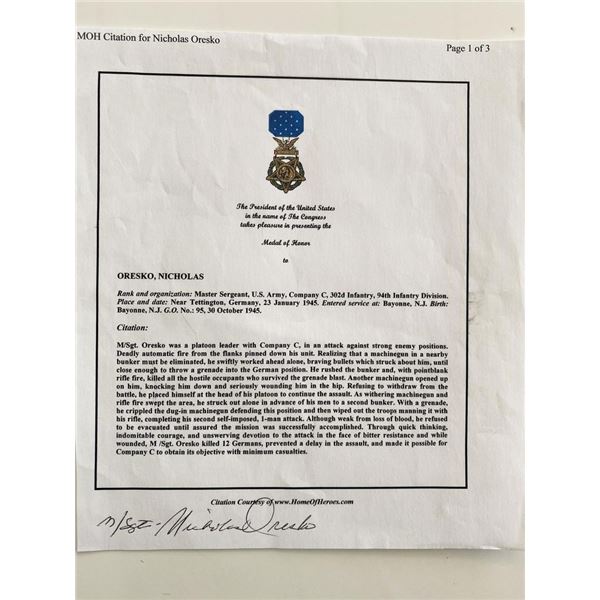 MOH Citation for Nicholas Oresko
Page 1 of 3
The President of the United States
in the name of The Congress
takes pleasure in presenting the
Medal of Honor
to
ORESKO, NICHOLAS
Rank and organization: Master Sergeant, U.S. Army, Company C, 302d Infantry, 94th Infantry Division.
Place and date: Near Tettington, Germany, 23 January 1945. Entered service at: Bayonne, N.J. Birth:
Bayonne, N.J. G.O. No.: 95, 30 October 1945.
Citation:
M/Sgt. Oresko was a platoon leader with Company C, in an attack against strong enemy positions.
Deadly automatic fire from the flanks pinned down his unit. Realizing that a machinegun in a nearby
bunker must be eliminated, he swiftly worked ahead alone, braving bullets which struck about him, until
close enough to throw a grenade into the German position. He rushed the bunker and, with pointblank
rifle fire, killed all the hostile occupants who survived the grenade blast. Another machinegun opened up
on him, knocking him down and seriously wounding him in the hip. Refusing to withdraw from the
battle, he placed himself at the head of his platoon to continue the assault. As withering machinegun and
rifle fire swept the area, he struck out alone in advance of his men to a second bunker. With a grenade,
he crippled the dug-in machinegun defending this position and then wiped out the troops manning it with
his rifle, completing his second self-imposed, 1-man attack. Although weak from loss of blood, he refused
to be evacuated until assured the mission was successfully accomplished. Through quick thinking,
indomitable courage, and unswerving devotion to the attack in the face of bitter resistance and while
wounded, M /Sgt. Oresko killed 12 Germans, prevented a delay in the assault, and made it possible for
Company C to obtain its objective with minimum casualties.
Citation Courtesy of www.HomeOfHeroes.com
M/Sgt- Nicholas Oresko